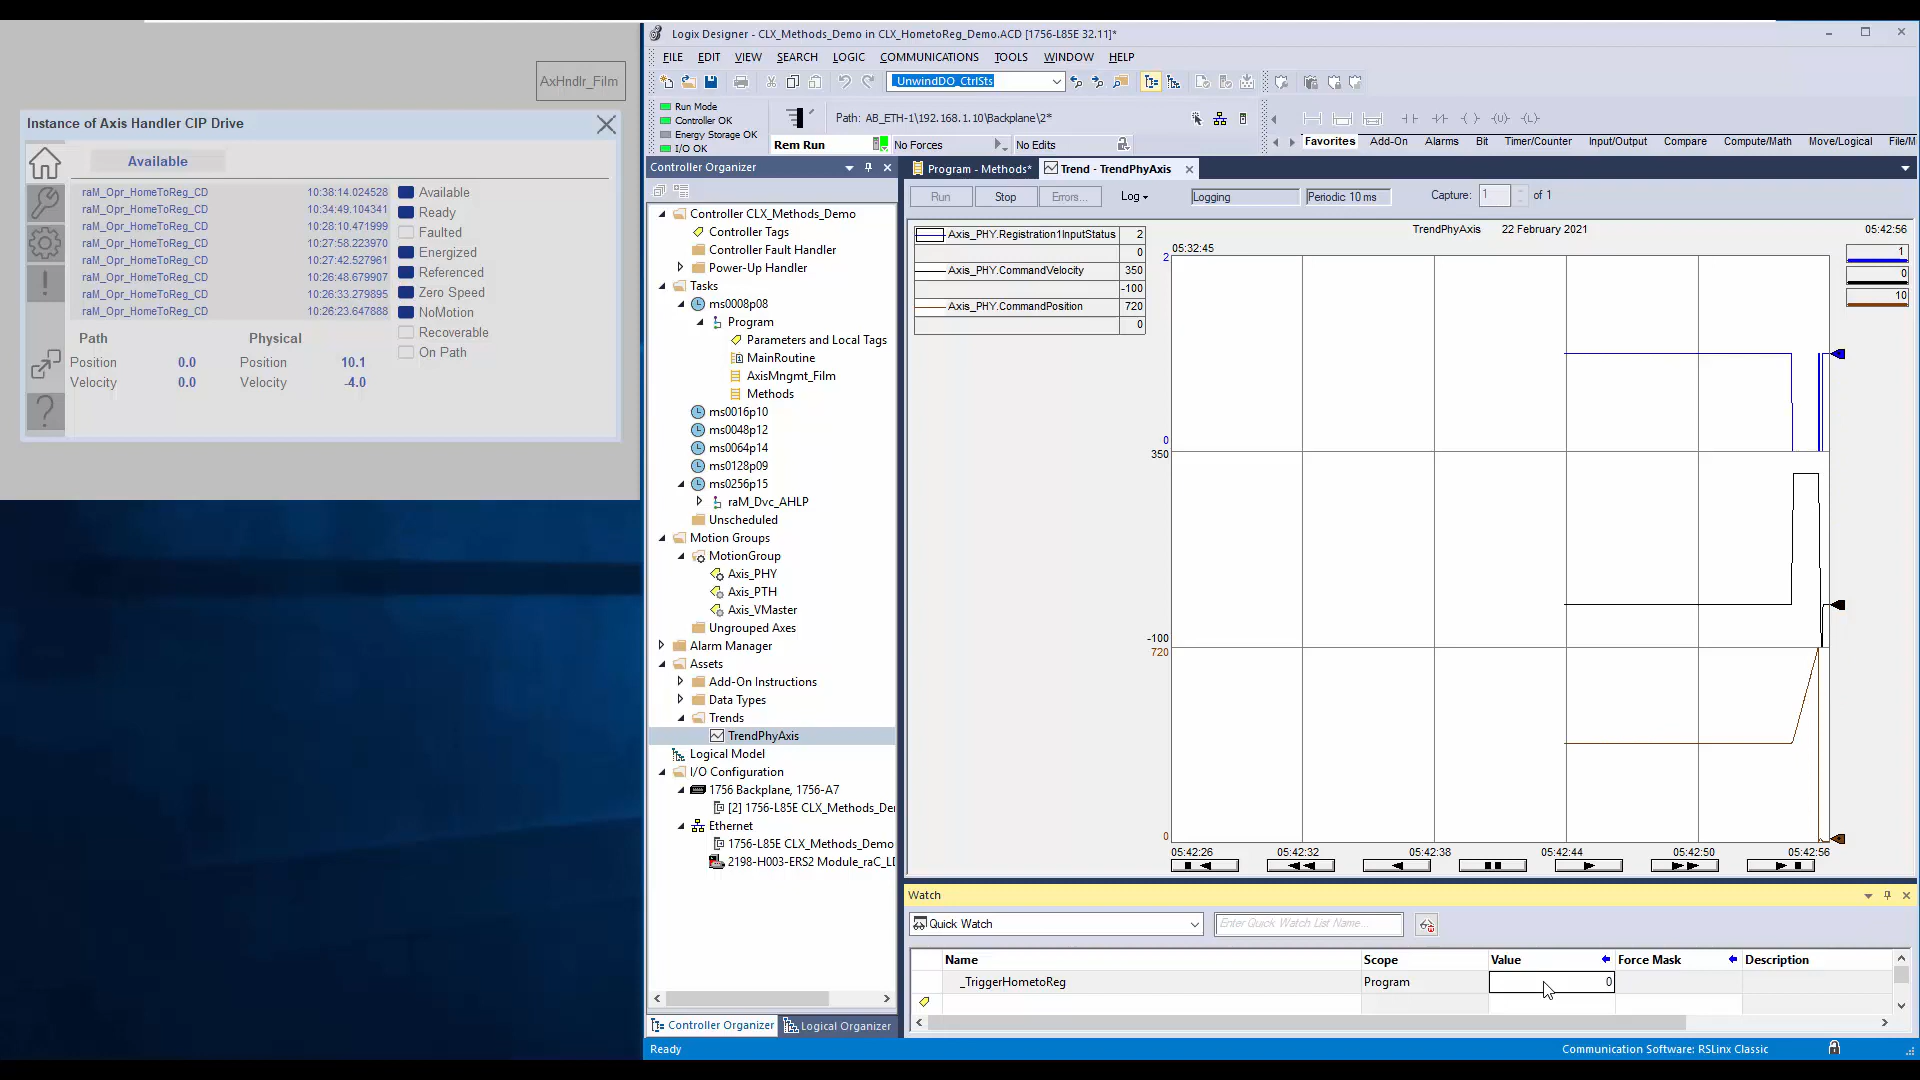 AxHndlr_Film
Instance of Axis Handler CIP Drive
Available
raM_Opr_HomeToReg_CD 10:38:14.024528
raM_Opr_HomeToReg_CD 10:34:49.104341
raM_Opr_HomeToReg_CD 10:28:10.471999
raM_Opr_HomeToReg_CD 10:27:58.223970
raM_Opr_HomeToReg_CD 10:27:42.527961
raM_Opr_HomeToReg_CD 10:26:48.679907
raM_Opr_HomeToReg_CD 10:26:33.279895
raM_Opr_HomeToReg_CD 10:26:23.647888
Available
Ready
Faulted
Energized
Referenced
Zero Speed
NoMotion
Recoverable
On Path
Path Physical
Position 0.0 Position 10.1
Velocity 0.0 Velocity -4.0
Logix Designer - CLX_Methods_Demo in CLX_HometoReg_Demo.ACD [1756-L85E 32.11]*
FILE EDIT VIEW SEARCH LOGIC COMMUNICATIONS TOOLS WINDOW HELP
_UnwindDO_CtrlSts
Run Mode
Controller OK
Energy Storage OK
I/O OK
Path: AB_ETH-1\192.168.1.10\Backplane\2*
Rem Run No Forces No Edits
Favorites Add-On Alarms Bit Timer/Counter Input/Output Compare Compute/Math Move/Logical File/M
Controller Organizer
Controller CLX_Methods_Demo
Controller Tags
Controller Fault Handler
Power-Up Handler
Tasks
ms0008p08
Program
Parameters and Local Tags
MainRoutine
AxisMngmt_Film
Methods
ms0016p10
ms0048p12
ms0064p14
ms0128p09
ms0256p15
raM_Dvc_AHLP
Unscheduled
Motion Groups
MotionGroup
Axis_PHY
Axis_PTH
Axis_VMaster
Ungrouped Axes
Alarm Manager
Assets
Add-On Instructions
Data Types
Trends
TrendPhyAxis
Logical Model
I/O Configuration
1756 Backplane, 1756-A7
[2] 1756-L85E CLX_Methods_De
Ethernet
1756-L85E CLX_Methods_Demo
2198-H003-ERS2 Module_raC_LD
Controller Organizer Logical Organizer
Program - Methods* Trend - TrendPhyAxis
Run Stop Errors... Log Logging Periodic 10 ms Capture: 1 of 1
Axis_PHY.Registration1InputStatus 2
0
Axis_PHY.CommandVelocity 350
-100
Axis_PHY.CommandPosition 720
0
TrendPhyAxis 22 February 2021
05:32:45 05:42:56
2
1
0
10
0
350
-100
720
0
05:42:26 05:42:32 05:42:38 05:42:44 05:42:50 05:42:56
Watch
Quick Watch Enter Quick Watch List Name...
Name Scope Value Force Mask Description
_TriggerHometoReg Program 0
Ready Communication Software: RSLinx Classic